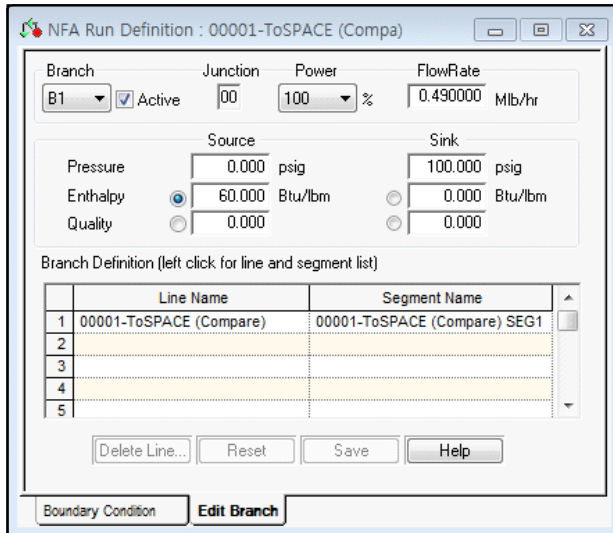 NFA Run Definition : 00001-ToSPACE (Compa)
Branch Junction Power FlowRate
B1 Active 00 100 % 0.490000 Mlb/hr
Source Sink
Pressure 0.000 psig 100.000 psig
Enthalpy 60.000 Btu/lbm 0.000 Btu/lbm
Quality 0.000 0.000
Branch Definition (left click for line and segment list)
Line Name Segment Name
1 00001-ToSPACE (Compare) 00001-ToSPACE (Compare) SEG1
2
3
4
5
Delete Line... Reset Save Help
Boundary Condition Edit Branch